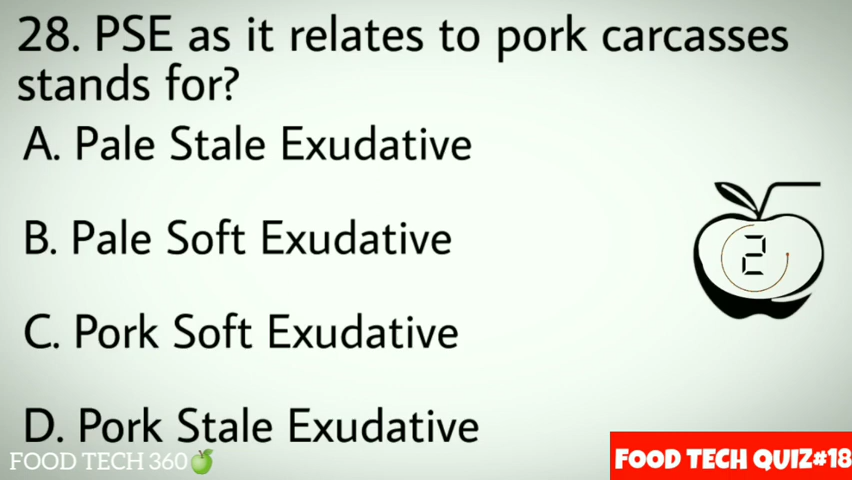 28. PSE as it relates to pork carcasses
stands for?
A. Pale Stale Exudative
B. Pale Soft Exudative
2
C. Pork Soft Exudative
D. Pork Stale Exudative
FOOD TECH 360
FOOD TECH QUIZ#18